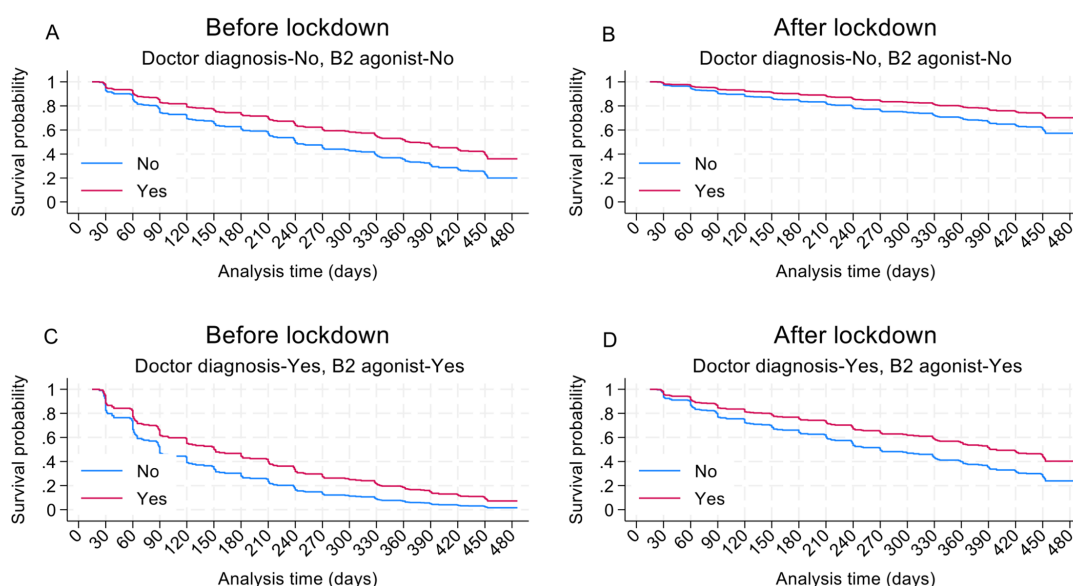 A
Before lockdown
Doctor diagnosis-No, B2 agonist-No
Survival probability
1
.8
.6
.4
.2
0
No
Yes
0 30 60 90 120 150 180 210 240 270 300 330 360 390 420 450 480
Analysis time (days)
B
After lockdown
Doctor diagnosis-No, B2 agonist-No
Survival probability
1
.8
.6
.4
.2
0
No
Yes
0 30 60 90 120 150 180 210 240 270 300 330 360 390 420 450 480
Analysis time (days)
C
Before lockdown
Doctor diagnosis-Yes, B2 agonist-Yes
Survival probability
1
.8
.6
.4
.2
0
No
Yes
0 30 60 90 120 150 180 210 240 270 300 330 360 390 420 450 480
Analysis time (days)
D
After lockdown
Doctor diagnosis-Yes, B2 agonist-Yes
Survival probability
1
.8
.6
.4
.2
0
No
Yes
0 30 60 90 120 150 180 210 240 270 300 330 360 390 420 450 480
Analysis time (days)